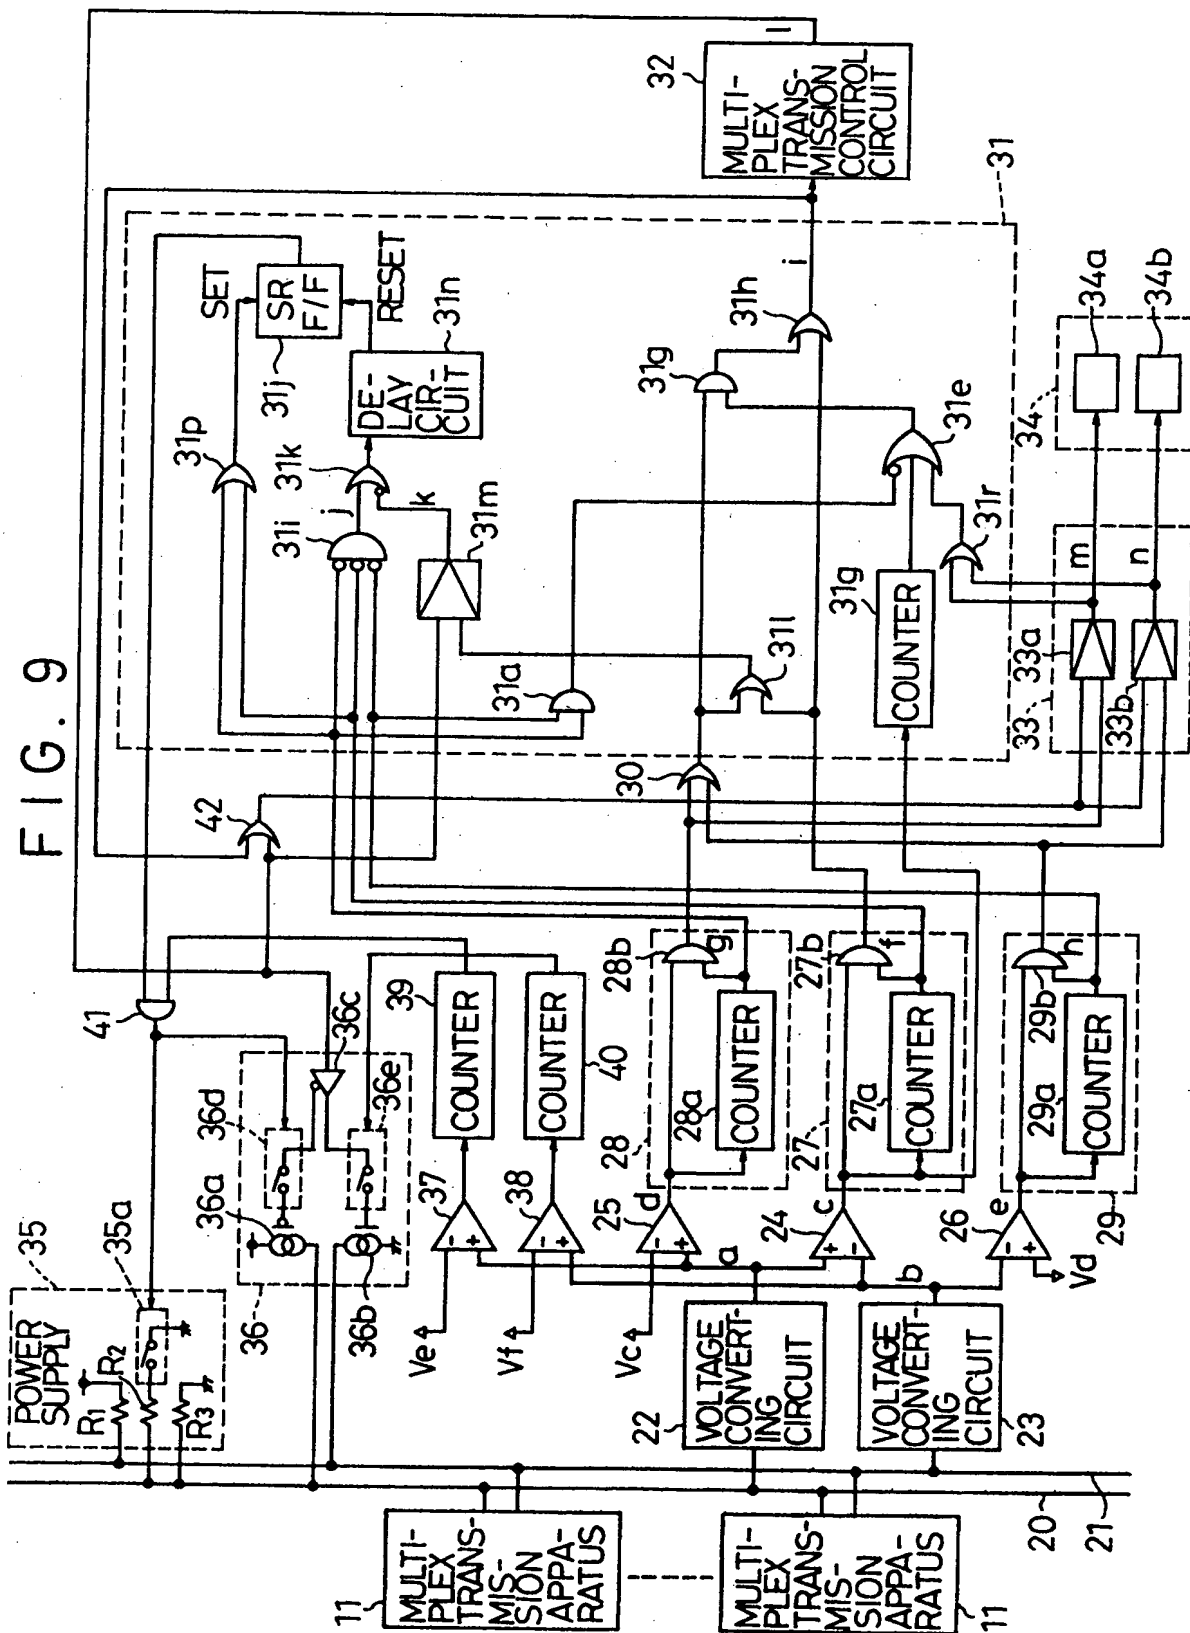 FIG. 9
POWER
SUPPLY
35
35a
R1
R2
R3
41
42
36
36a
36b
36c
36d
36e
Ve
Vf
Vc
Vd
37
38
39
COUNTER
40
COUNTER
25
24
26
a
b
c
d
e
28
28a
COUNTER
28b
g
27
27a
COUNTER
27b
f
29
29a
COUNTER
29b
h
30
22
VOLTAGE
CONVERT-
ING
CIRCUIT
23
VOLTAGE
CONVERT-
ING
CIRCUIT
20
21
11
MULTI-
PLEX
TRANS-
MIS-
SION
APPA-
RATUS
11
MULTI-
PLEX
TRANS-
MIS-
SION
APPA-
RATUS
31
SET
SR
F/F
31j
RESET
31n
DE-
LAY
CIR-
CUIT
31p
31k
31i
j
k
31m
31a
31l
31g
31h
i
31e
31g
COUNTER
31r
32
MULTI-
PLEX
TRANS-
MISSION
CONTROL
CIRCUIT
l
33
33a
33b
m
n
34
34a
34b